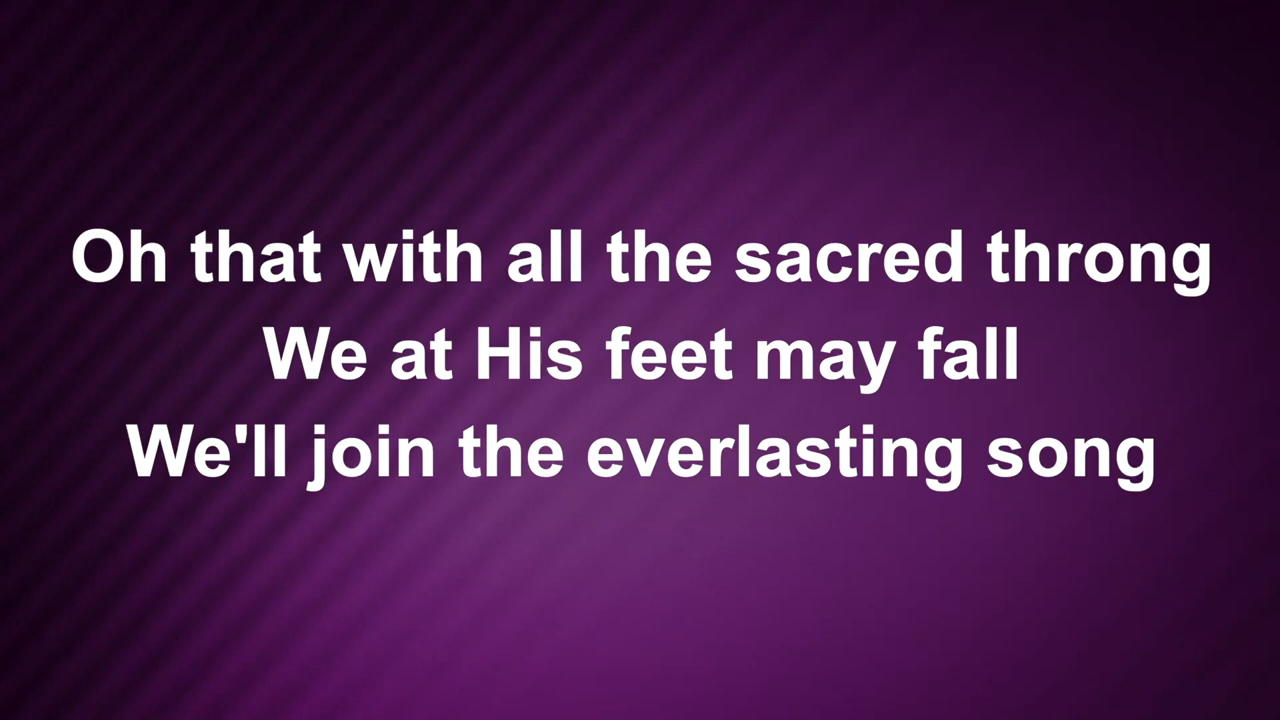 Oh that with all the sacred throng
We at His feet may fall
We'll join the everlasting song